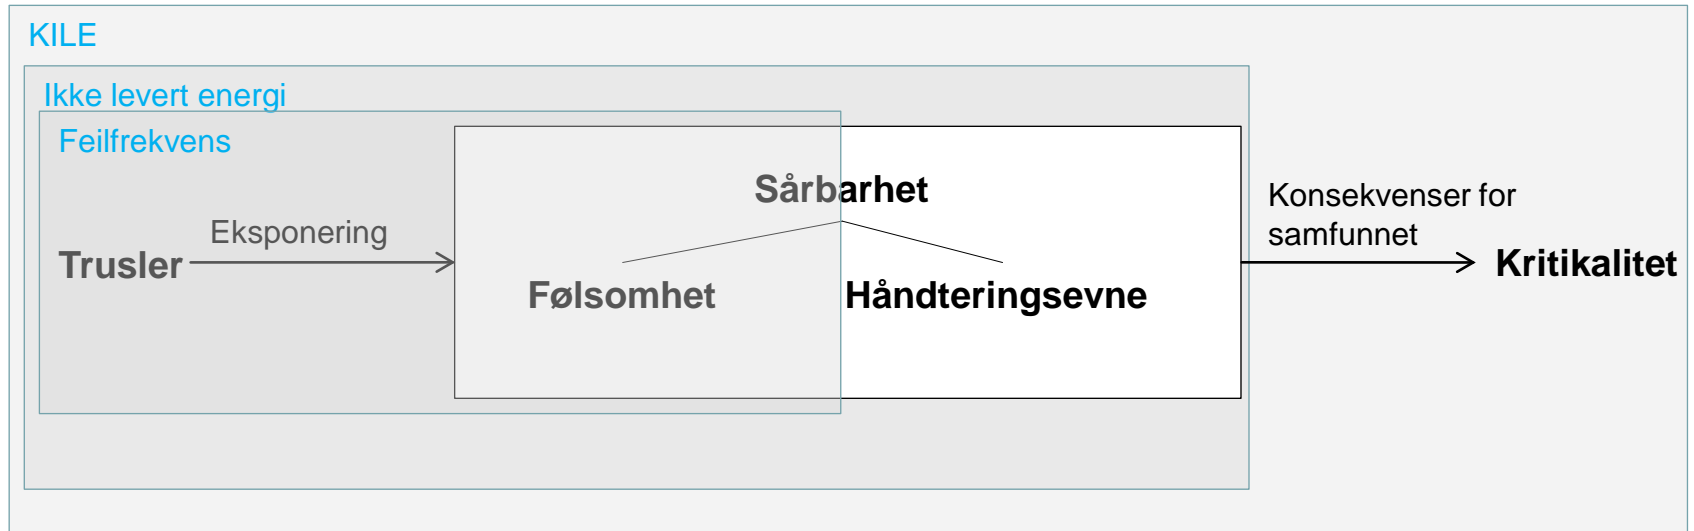 KILE
Ikke levert energi
Feilfrekvens
Sårbarhet
Eksponering
Trusler
Følsomhet
Håndteringsevne
Konsekvenser for
samfunnet
Kritikalitet